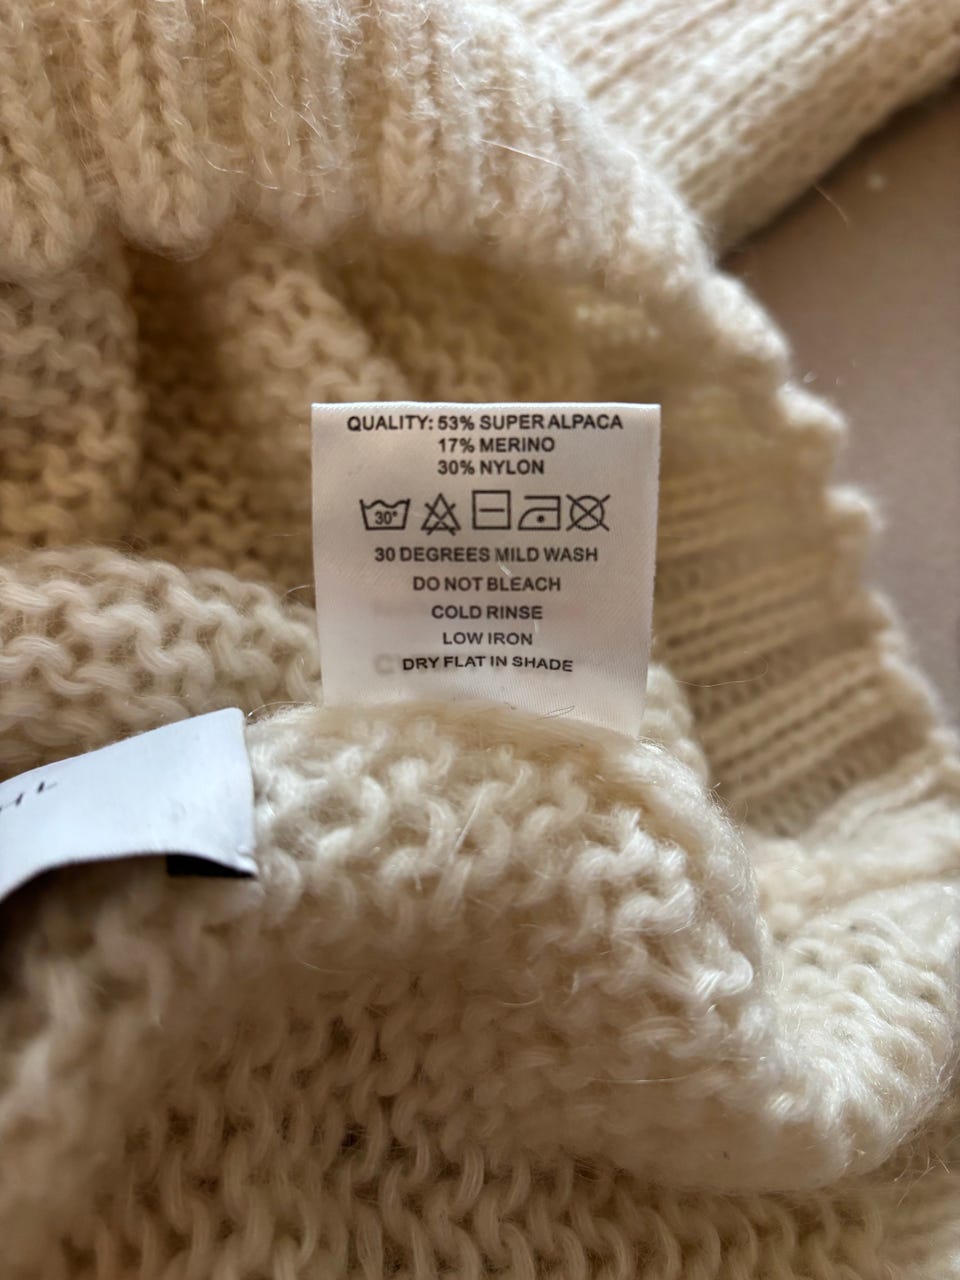 QUALITY: 53% SUPER ALPACA
17% MERINO
30% NYLON
30°
30 DEGREES MILD WASH
DO NOT BLEACH
COLD RINSE
LOW IRON
DRY FLAT IN SHADE